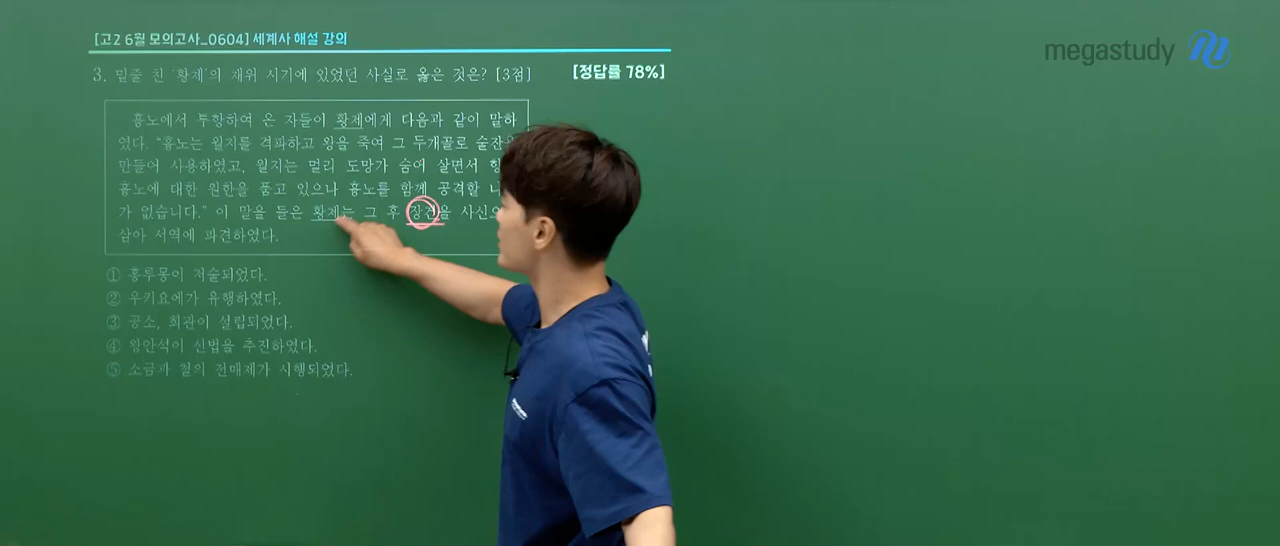 [고2 6월 모의고사_0604] 세계사 해설 강의
megastudy
3. 밑줄 친 '황제'의 재위 시기에 있었던 사실로 옳은 것은? [3점] [정답률 78%]
흉노에서 투항하여 온 자들이 황제에게 다음과 같이 말하
였다. "흉노는 월지를 격파하고 왕을 죽여 그 두개골로 술잔을
만들어 사용하였고, 월지는 멀리 도망가 숨어 살면서
흉노에 대한 원한을 품고 있으나 흉노를 함께 공격할
가 없습니다." 이 말을 들은 황제는 그 후 장건을 사신으
삼아 서역에 파견하였다.
① 홍루몽이 저술되었다.
② 우키요에가 유행하였다.
③ 공소, 회관이 설립되었다.
④ 왕안석이 신법을 추진하였다.
⑤ 소금과 철의 전매제가 시행되었다.